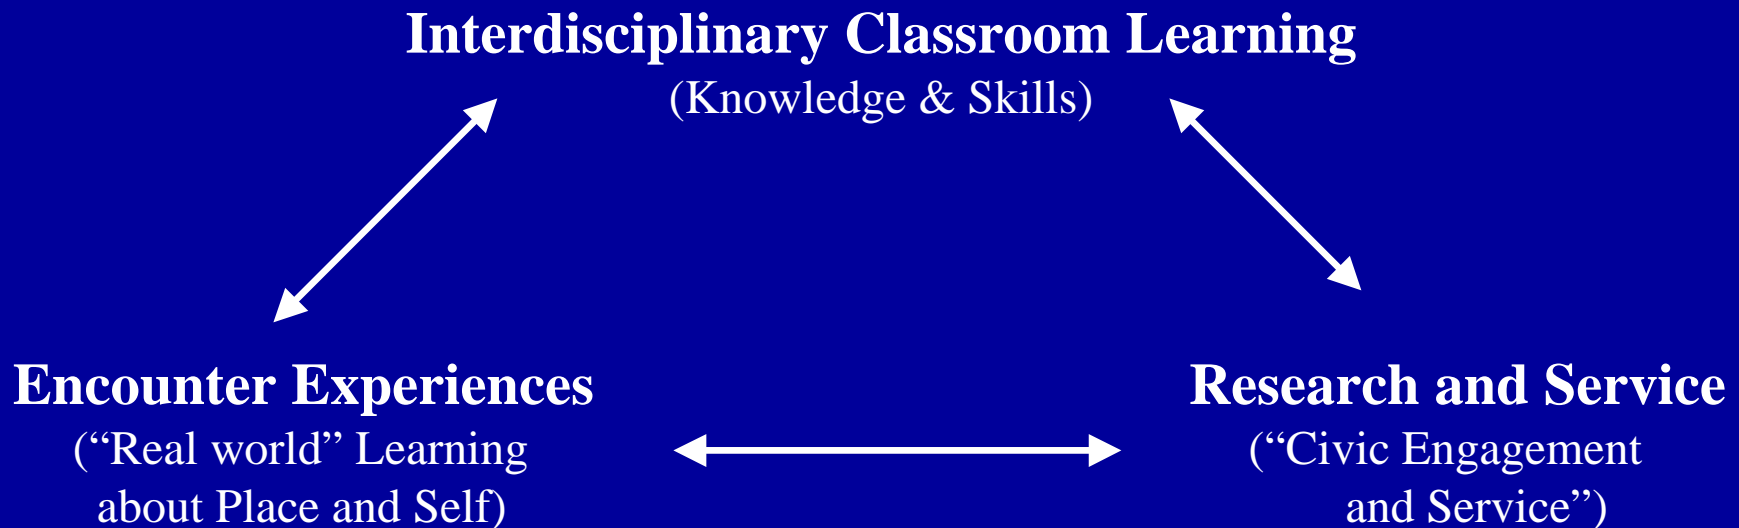 Interdisciplinary Classroom Learning
(Knowledge & Skills)
Encounter Experiences
(“Real world” Learning
about Place and Self)
Research and Service
(“Civic Engagement
and Service”)